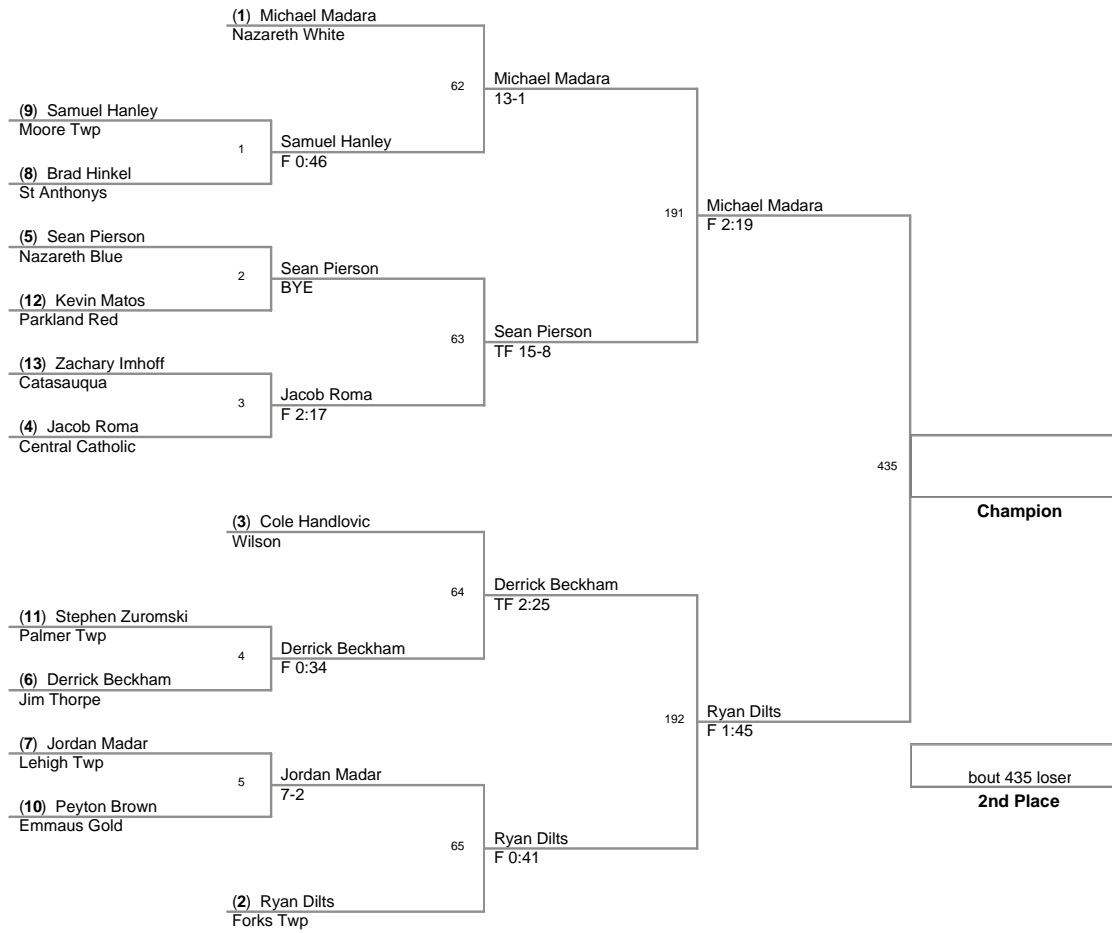 (1) Michael Madara
Nazareth White
62
Michael Madara
13-1
(9) Samuel Hanley
Moore Twp
1
Samuel Hanley
F 0:46
(8) Brad Hinkel
St Anthonys
191
Michael Madara
F 2:19
(5) Sean Pierson
Nazareth Blue
2
Sean Pierson
BYE
(12) Kevin Matos
Parkland Red
63
Sean Pierson
TF 15-8
(13) Zachary Imhoff
Catasauqua
3
Jacob Roma
F 2:17
(4) Jacob Roma
Central Catholic
435
Champion
(3) Cole Handlovic
Wilson
64
Derrick Beckham
TF 2:25
(11) Stephen Zuromski
Palmer Twp
4
Derrick Beckham
F 0:34
(6) Derrick Beckham
Jim Thorpe
192
Ryan Dilts
F 1:45
(7) Jordan Madar
Lehigh Twp
5
Jordan Madar
7-2
bout 435 loser
2nd Place
(10) Peyton Brown
Emmaus Gold
65
Ryan Dilts
F 0:41
(2) Ryan Dilts
Forks Twp